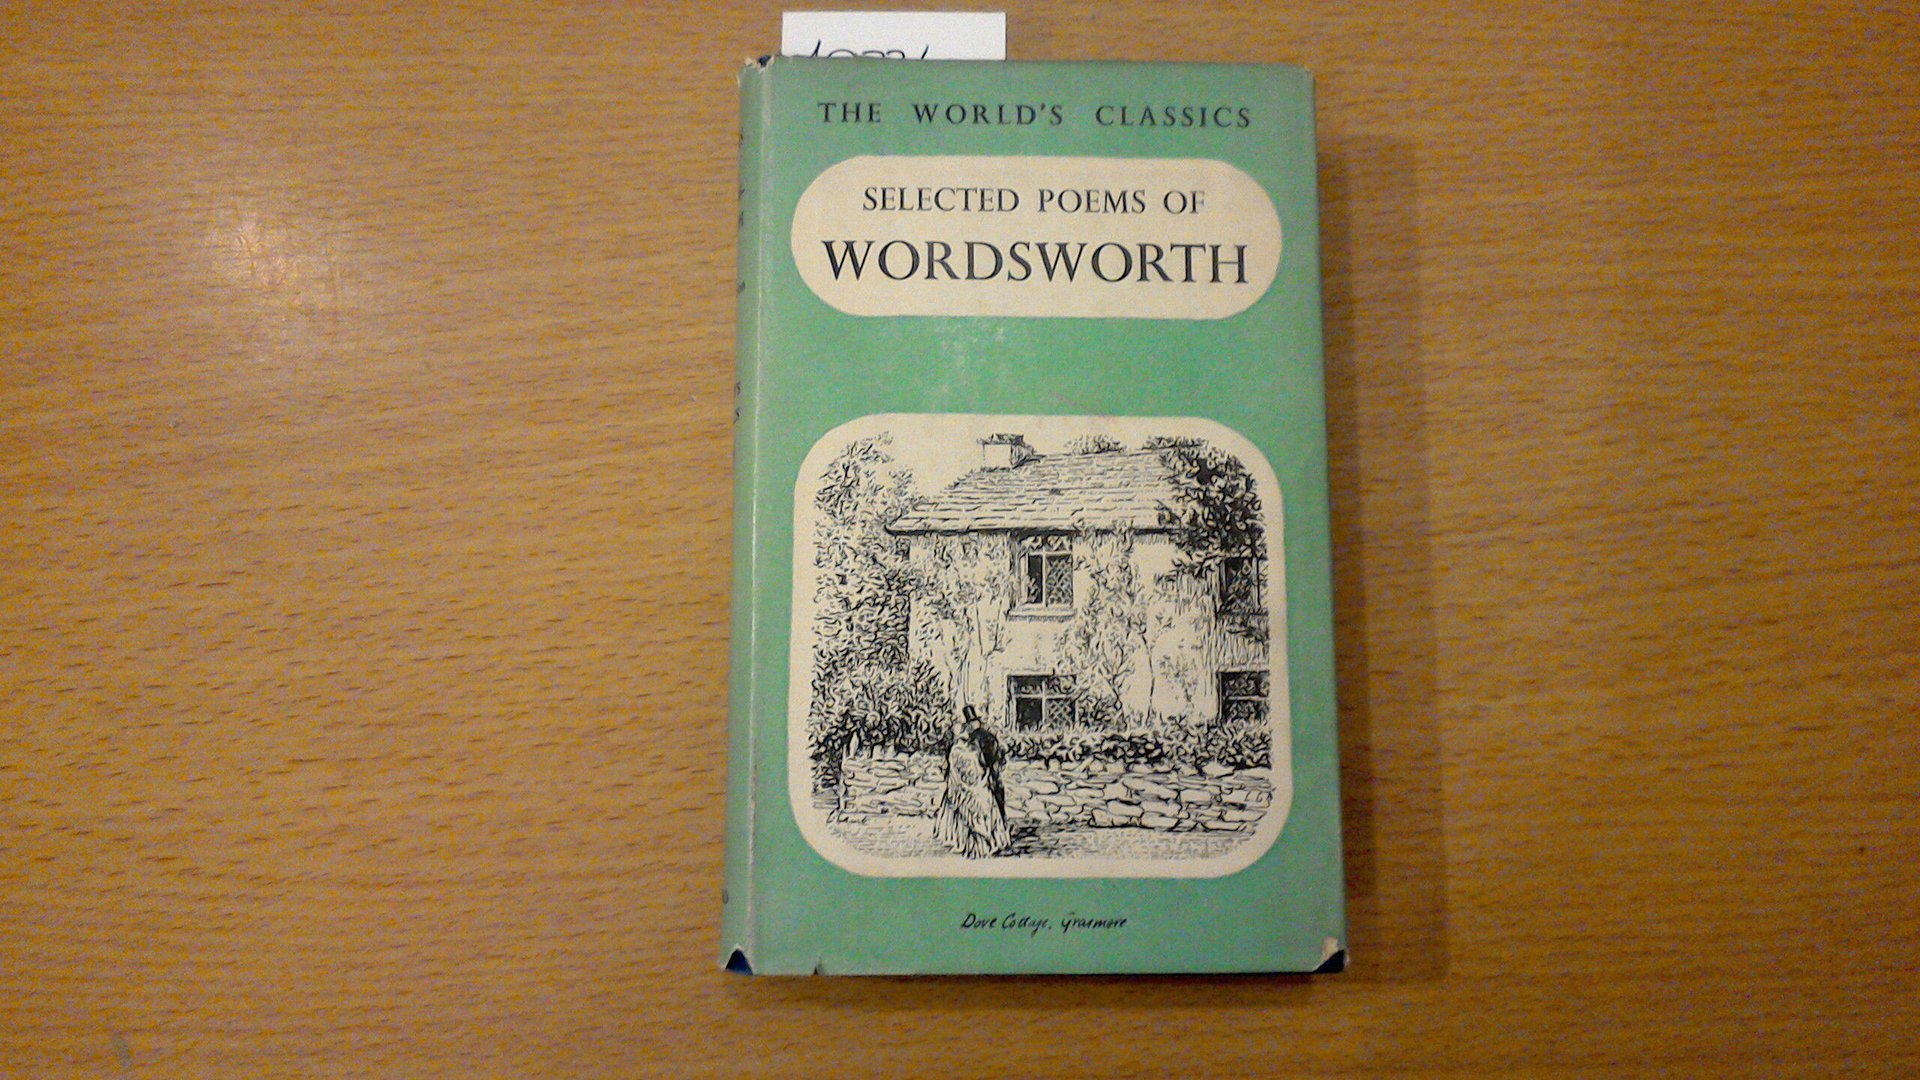 THE WORLD'S CLASSICS
SELECTED POEMS OF
WORDSWORTH
Dove Cottage, Grasmere